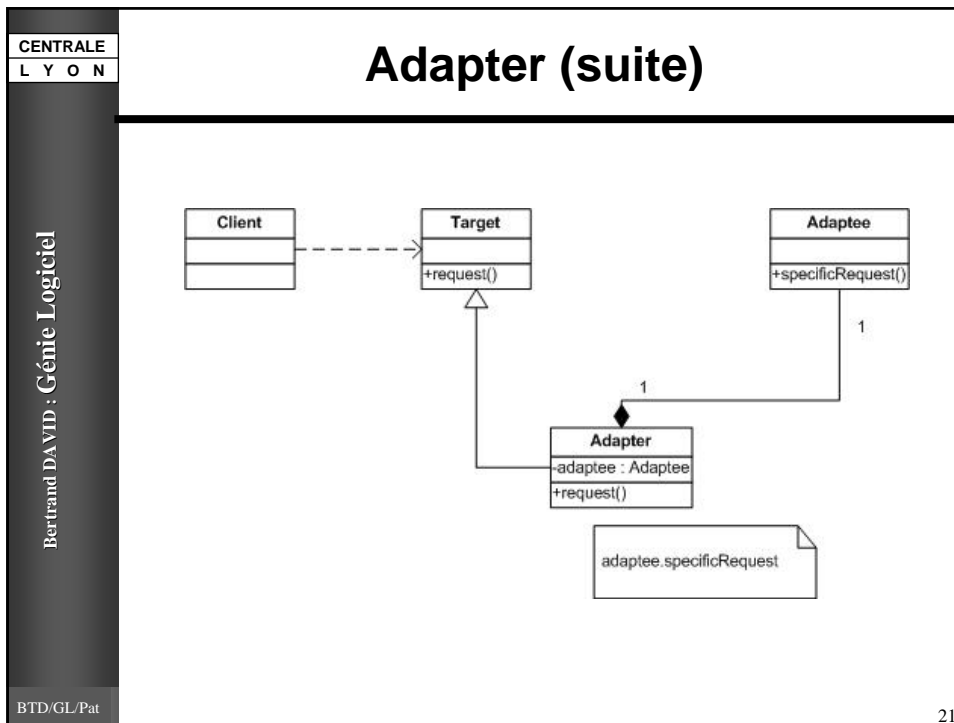 CENTRALE
L Y O N
Adapter (suite)
Bertrand DAVID : Génie Logiciel
Client
Target
+request()
Adaptee
+specificRequest()
1
1
Adapter
-adaptee : Adaptee
+request()
adaptee.specificRequest
BTD/GL/Pat
21